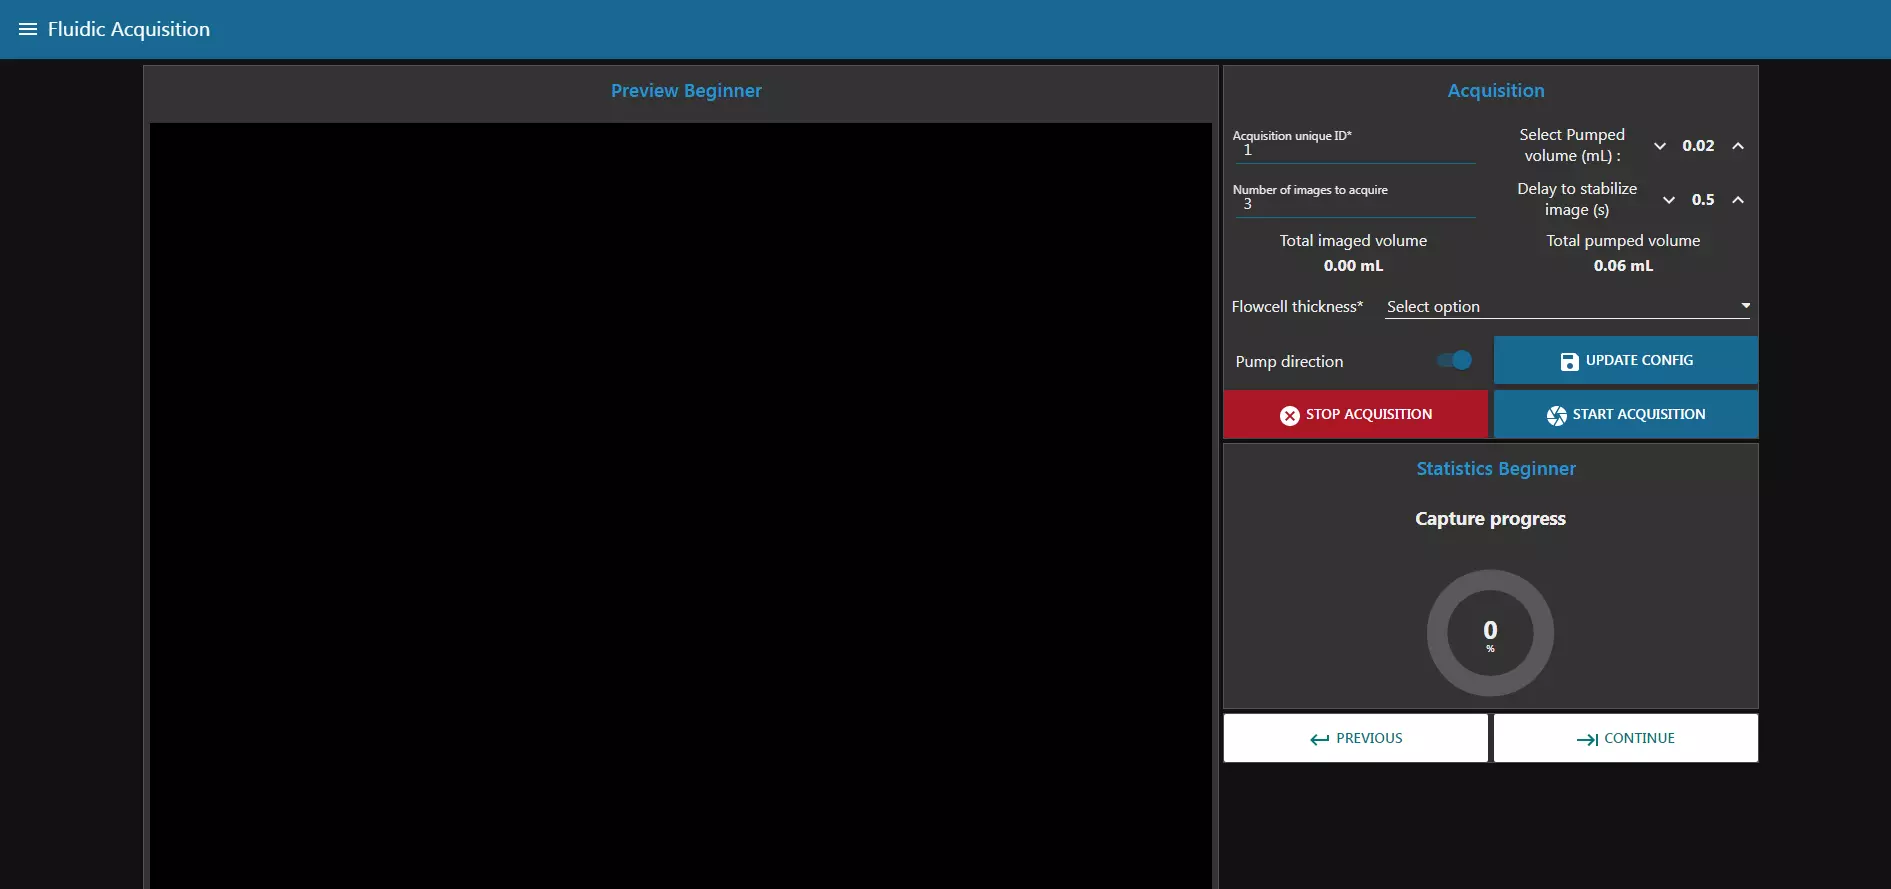 Fluidic Acquisition
Preview Beginner
Acquisition
Acquisition unique ID*
1
Select Pumped
volume (mL) :
0.02
Number of images to acquire
3
Delay to stabilize
image (s)
0.5
Total imaged volume
0.00 mL
Total pumped volume
0.06 mL
Flowcell thickness*
Select option
Pump direction
UPDATE CONFIG
STOP ACQUISITION
START ACQUISITION
Statistics Beginner
Capture progress
0
%
PREVIOUS
CONTINUE